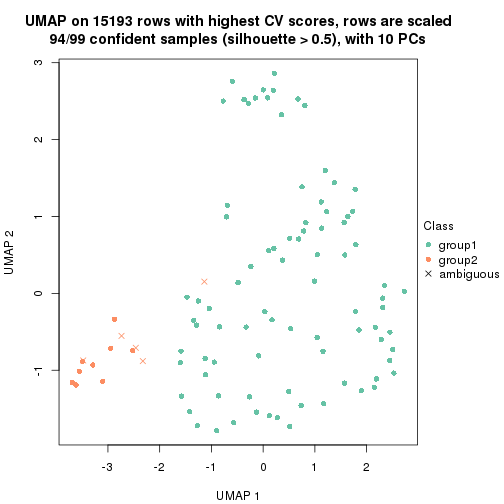 UMAP on 15193 rows with highest CV scores, rows are scaled
94/99 confident samples (silhouette > 0.5), with 10 PCs
3
2
1
0
-1
UMAP 2
-3
-2
-1
0
1
2
UMAP 1
Class
group1
group2
ambiguous